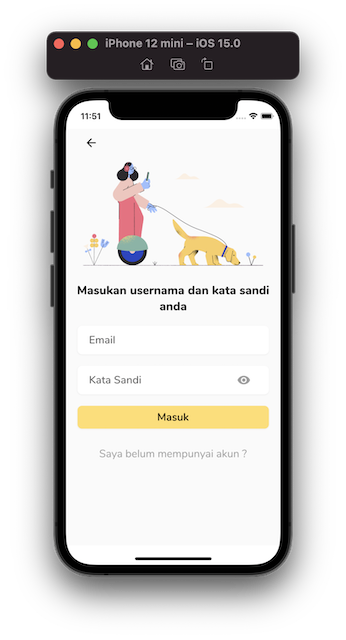 iPhone 12 mini – iOS 15.0
11:51
Masukan username dan kata sandi
anda
Email
Kata Sandi
Masuk
Saya belum mempunyai akun ?